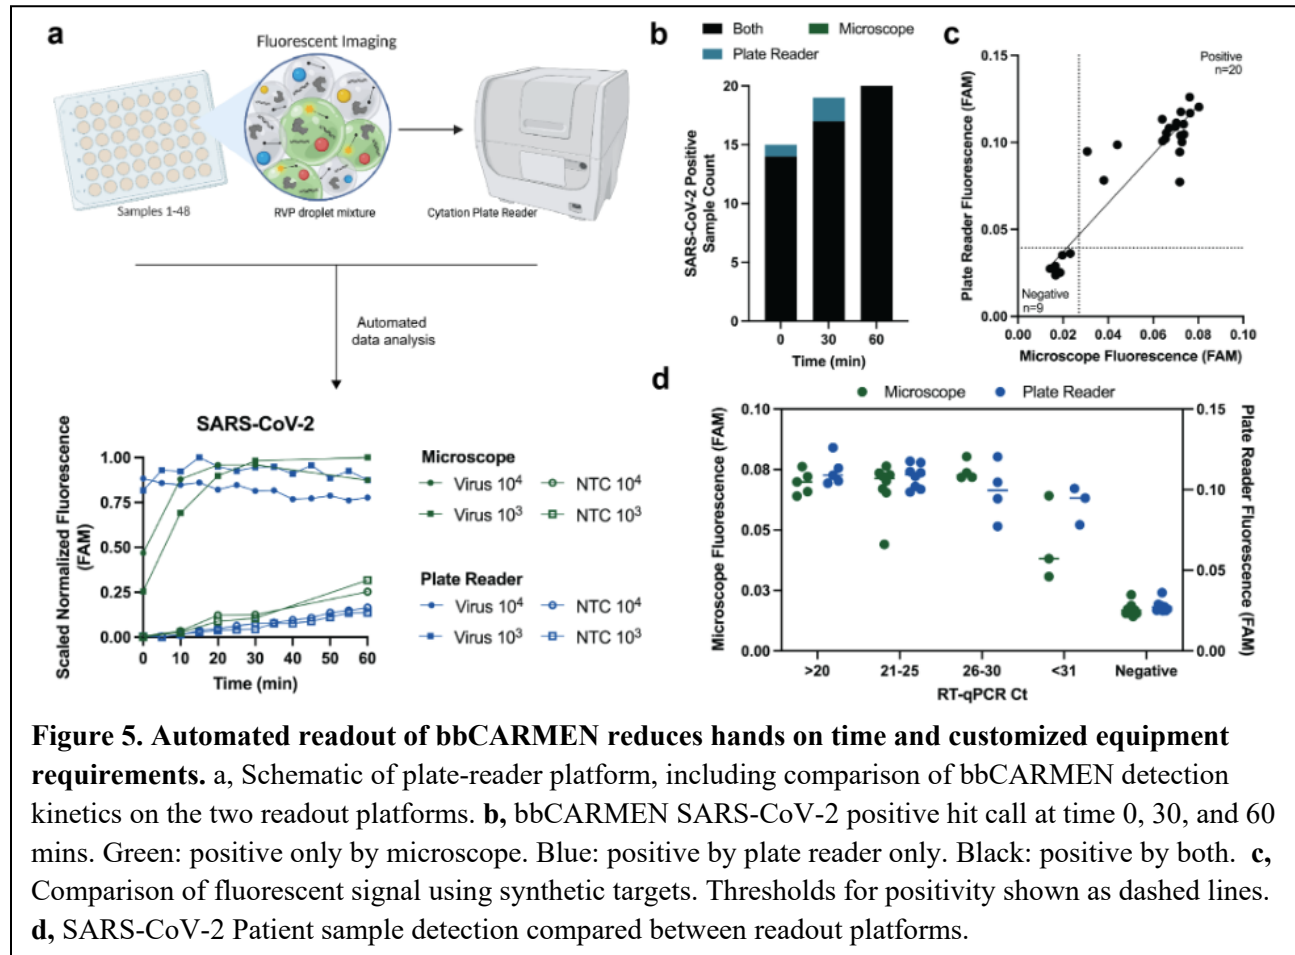 a
Fluorescent Imaging
Samples 1-48
RVP droplet mixture
Cytation Plate Reader
Automated
data analysis
SARS-CoV-2
Scaled Normalized Fluorescence
(FAM)
1.00
0.75
0.50
0.25
0.00
0 10 20 30 40 50 60
Time (min)
Microscope
Virus 10⁴ NTC 10⁴
Virus 10³ NTC 10³
Plate Reader
Virus 10⁴ NTC 10⁴
Virus 10³ NTC 10³
b
Both Microscope
Plate Reader
SARS-CoV-2 Positive
Sample Count
20
15
10
5
0
0 30 60
Time (min)
c
Plate Reader Fluorescence (FAM)
0.15
0.10
0.05
0.00
Positive
n=20
Negative
n=9
0.00 0.02 0.04 0.06 0.08 0.10
Microscope Fluorescence (FAM)
d
Microscope Plate Reader
Microscope Fluorescence (FAM)
0.10
0.08
0.05
0.03
0.00
Plate Reader Fluorescence
(FAM)
0.15
0.10
0.05
0.00
>20 21-25 26-30 <31 Negative
RT-qPCR Ct
Figure 5. Automated readout of bbCARMEN reduces hands on time and customized equipment
requirements. a, Schematic of plate-reader platform, including comparison of bbCARMEN detection
kinetics on the two readout platforms. b, bbCARMEN SARS-CoV-2 positive hit call at time 0, 30, and 60
mins. Green: positive only by microscope. Blue: positive by plate reader only. Black: positive by both. c,
Comparison of fluorescent signal using synthetic targets. Thresholds for positivity shown as dashed lines.
d, SARS-CoV-2 Patient sample detection compared between readout platforms.